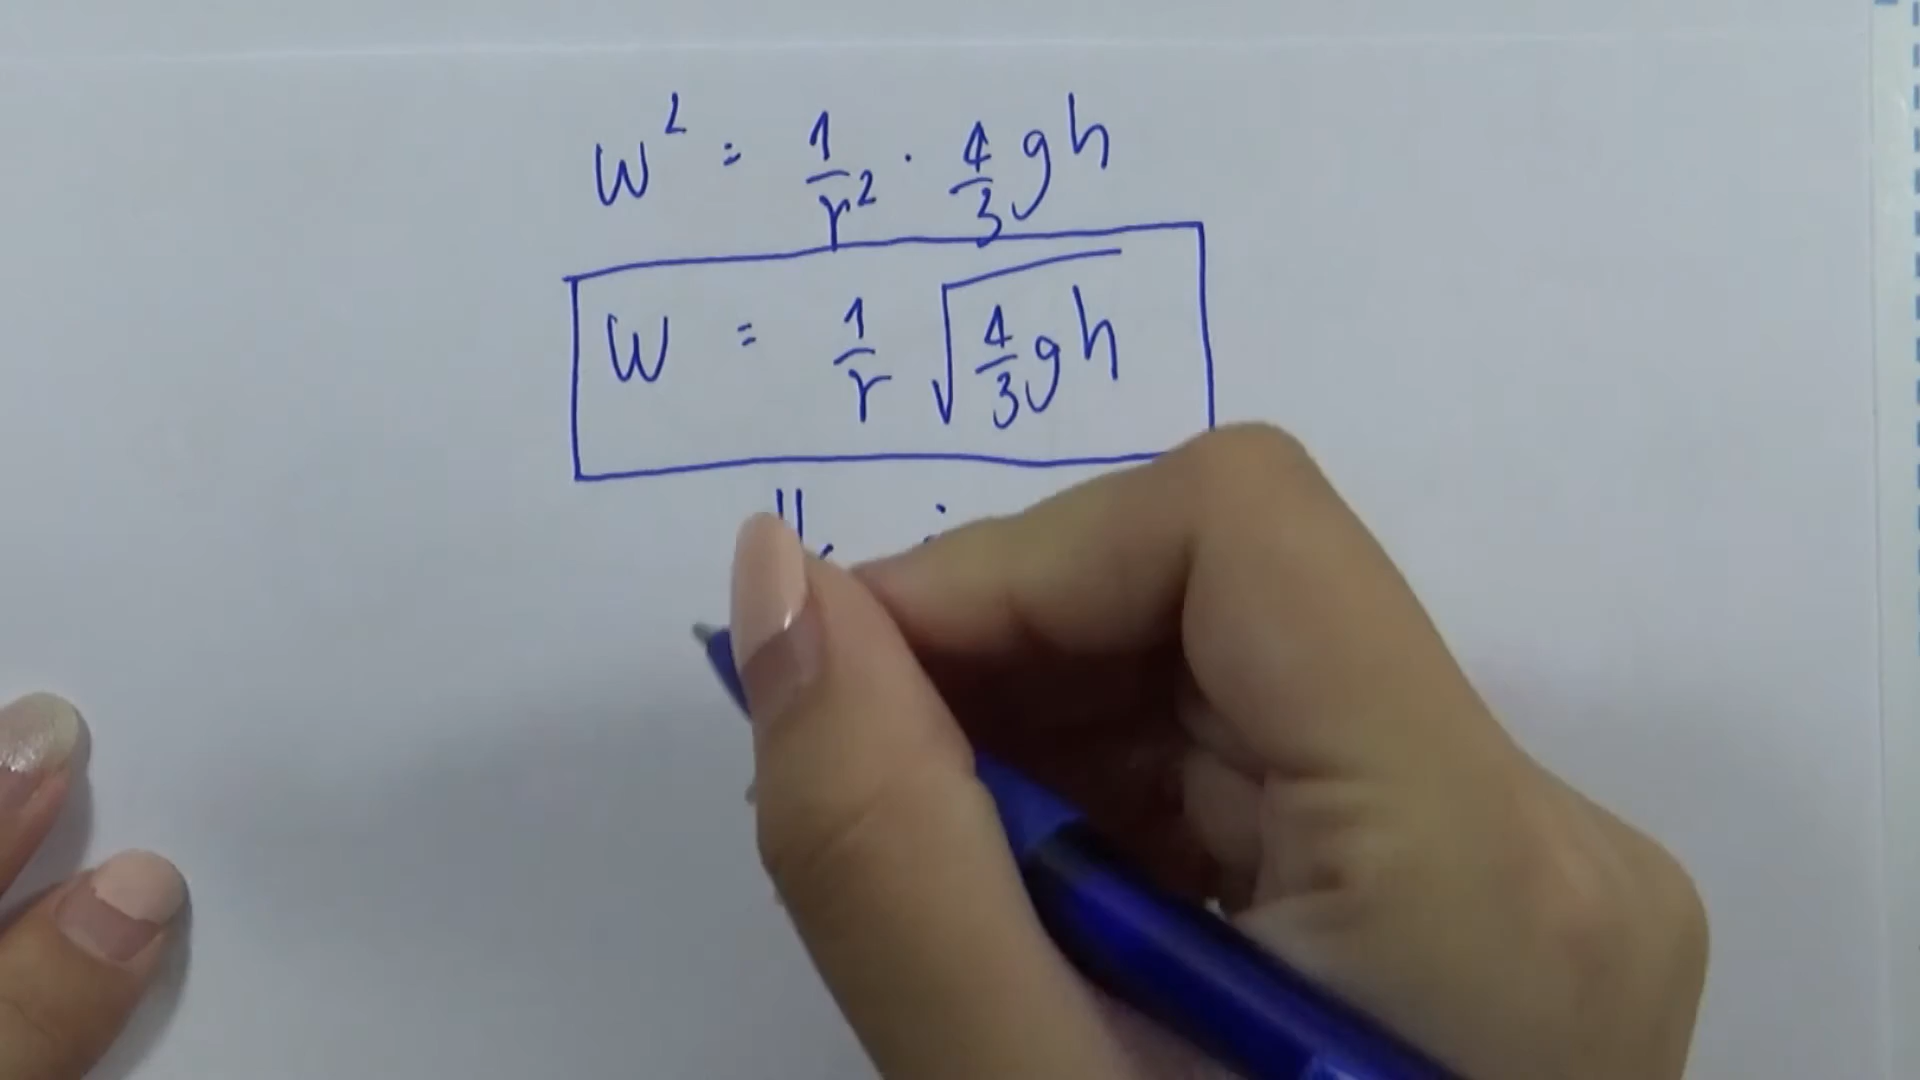 w² = 1/r² · 4/3 gh
w = 1/r √(4/3 gh)